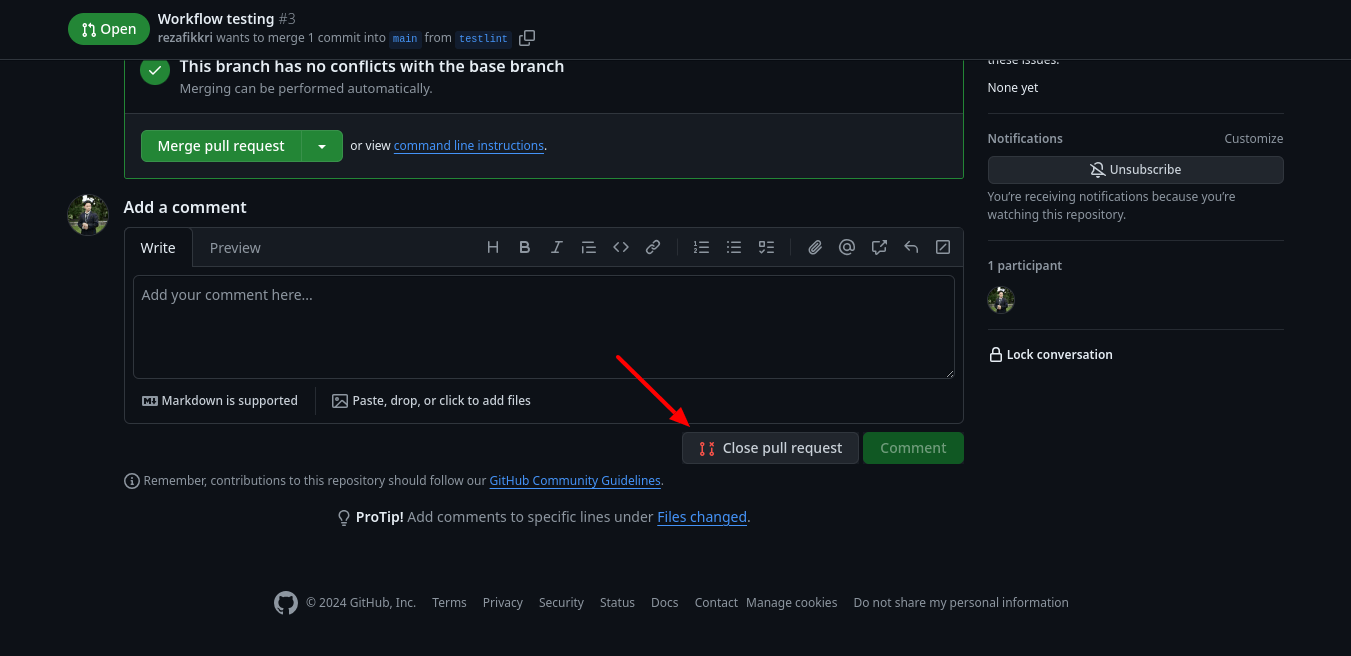 Open
Workflow testing #3
rezafikkri wants to merge 1 commit into main from testlint
This branch has no conflicts with the base branch
Merging can be performed automatically.
Merge pull request
or view command line instructions.
Add a comment
Write
Preview
Add your comment here...
Markdown is supported
Paste, drop, or click to add files
Close pull request
Comment
Remember, contributions to this repository should follow our GitHub Community Guidelines.
ProTip! Add comments to specific lines under Files changed.
these issues.
None yet
Notifications
Customize
Unsubscribe
You’re receiving notifications because you’re
watching this repository.
1 participant
Lock conversation
© 2024 GitHub, Inc. Terms Privacy Security Status Docs Contact Manage cookies Do not share my personal information